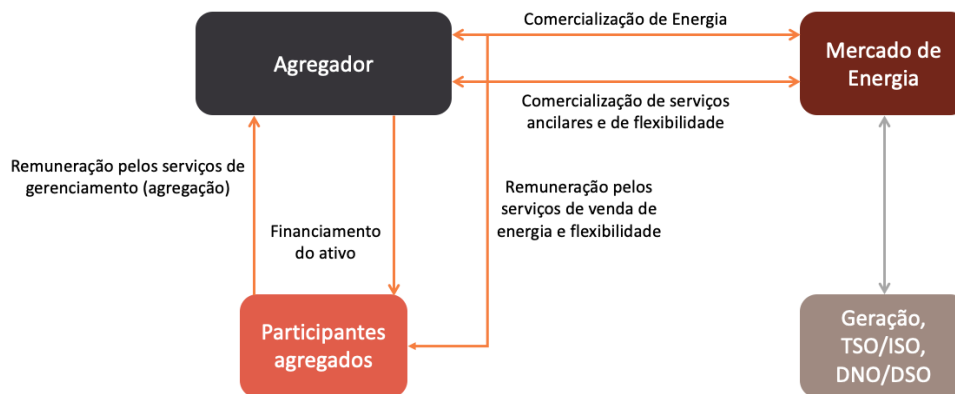 Comercialização de Energia
Agregador
Mercado de
Energia
Comercialização de serviços
ancilares e de flexibilidade
Remuneração pelos serviços de
gerenciamento (agregação)
Remuneração pelos
serviços de venda de
energia e flexibilidade
Financiamento
do ativo
Participantes
agregados
Geração,
TSO/ISO,
DNO/DSO